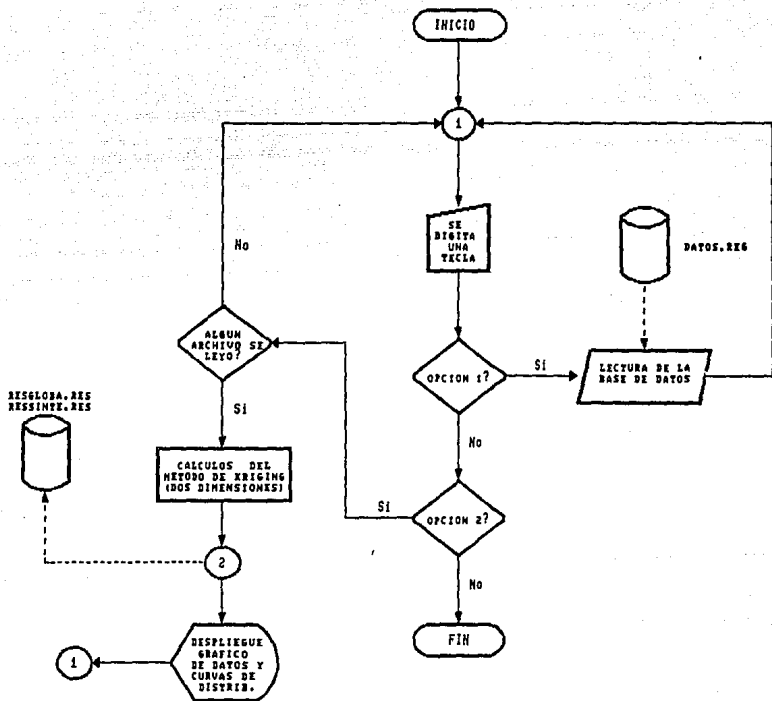 INICIO
1
SE
DIGITA
UNA
TECLA
DATOS.REG
No
ALGUN
ARCHIVO SE
LEYO?
OPCION 1?
Si
LECTURA DE LA
BASE DE DATOS
RESGLOBA.RES
RESSINTE.RES
Si
No
CALCULOS DEL
METODO DE KRIGING
(DOS DIMENSIONES)
Si
OPCION 2?
2
No
DESPLIEGUE
GRAFICO
DE DATOS Y
CURVAS DE
DISTRIB.
1
FIN